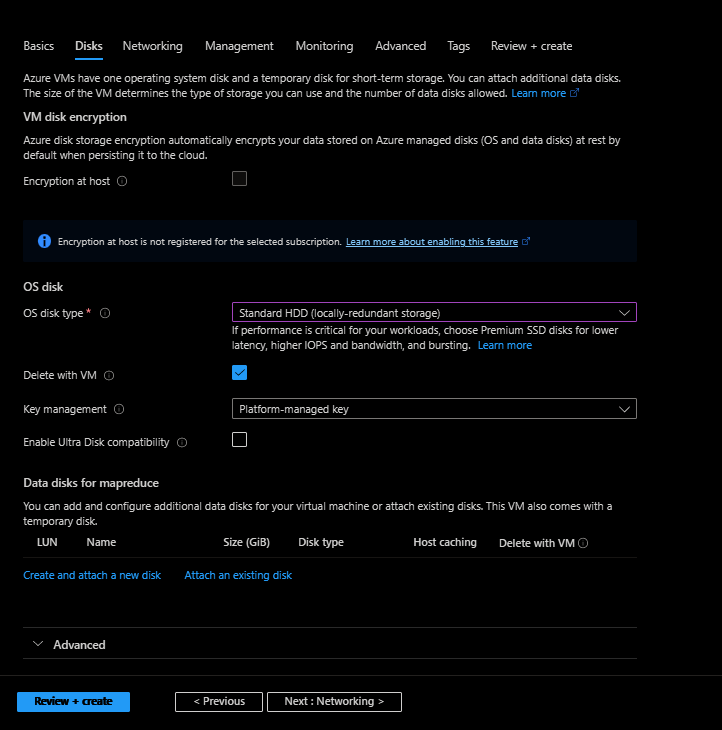 Basics Disks Networking Management Monitoring Advanced Tags Review + create
Azure VMs have one operating system disk and a temporary disk for short-term storage. You can attach additional data disks.
The size of the VM determines the type of storage you can use and the number of data disks allowed. Learn more
VM disk encryption
Azure disk storage encryption automatically encrypts your data stored on Azure managed disks (OS and data disks) at rest by
default when persisting it to the cloud.
Encryption at host
Encryption at host is not registered for the selected subscription. Learn more about enabling this feature
OS disk
OS disk type * Standard HDD (locally-redundant storage)
If performance is critical for your workloads, choose Premium SSD disks for lower
latency, higher IOPS and bandwidth, and bursting. Learn more
Delete with VM
Key management Platform-managed key
Enable Ultra Disk compatibility
Data disks for mapreduce
You can add and configure additional data disks for your virtual machine or attach existing disks. This VM also comes with a
temporary disk.
LUN Name Size (GiB) Disk type Host caching Delete with VM
Create and attach a new disk Attach an existing disk
Advanced
Review + create < Previous Next : Networking >